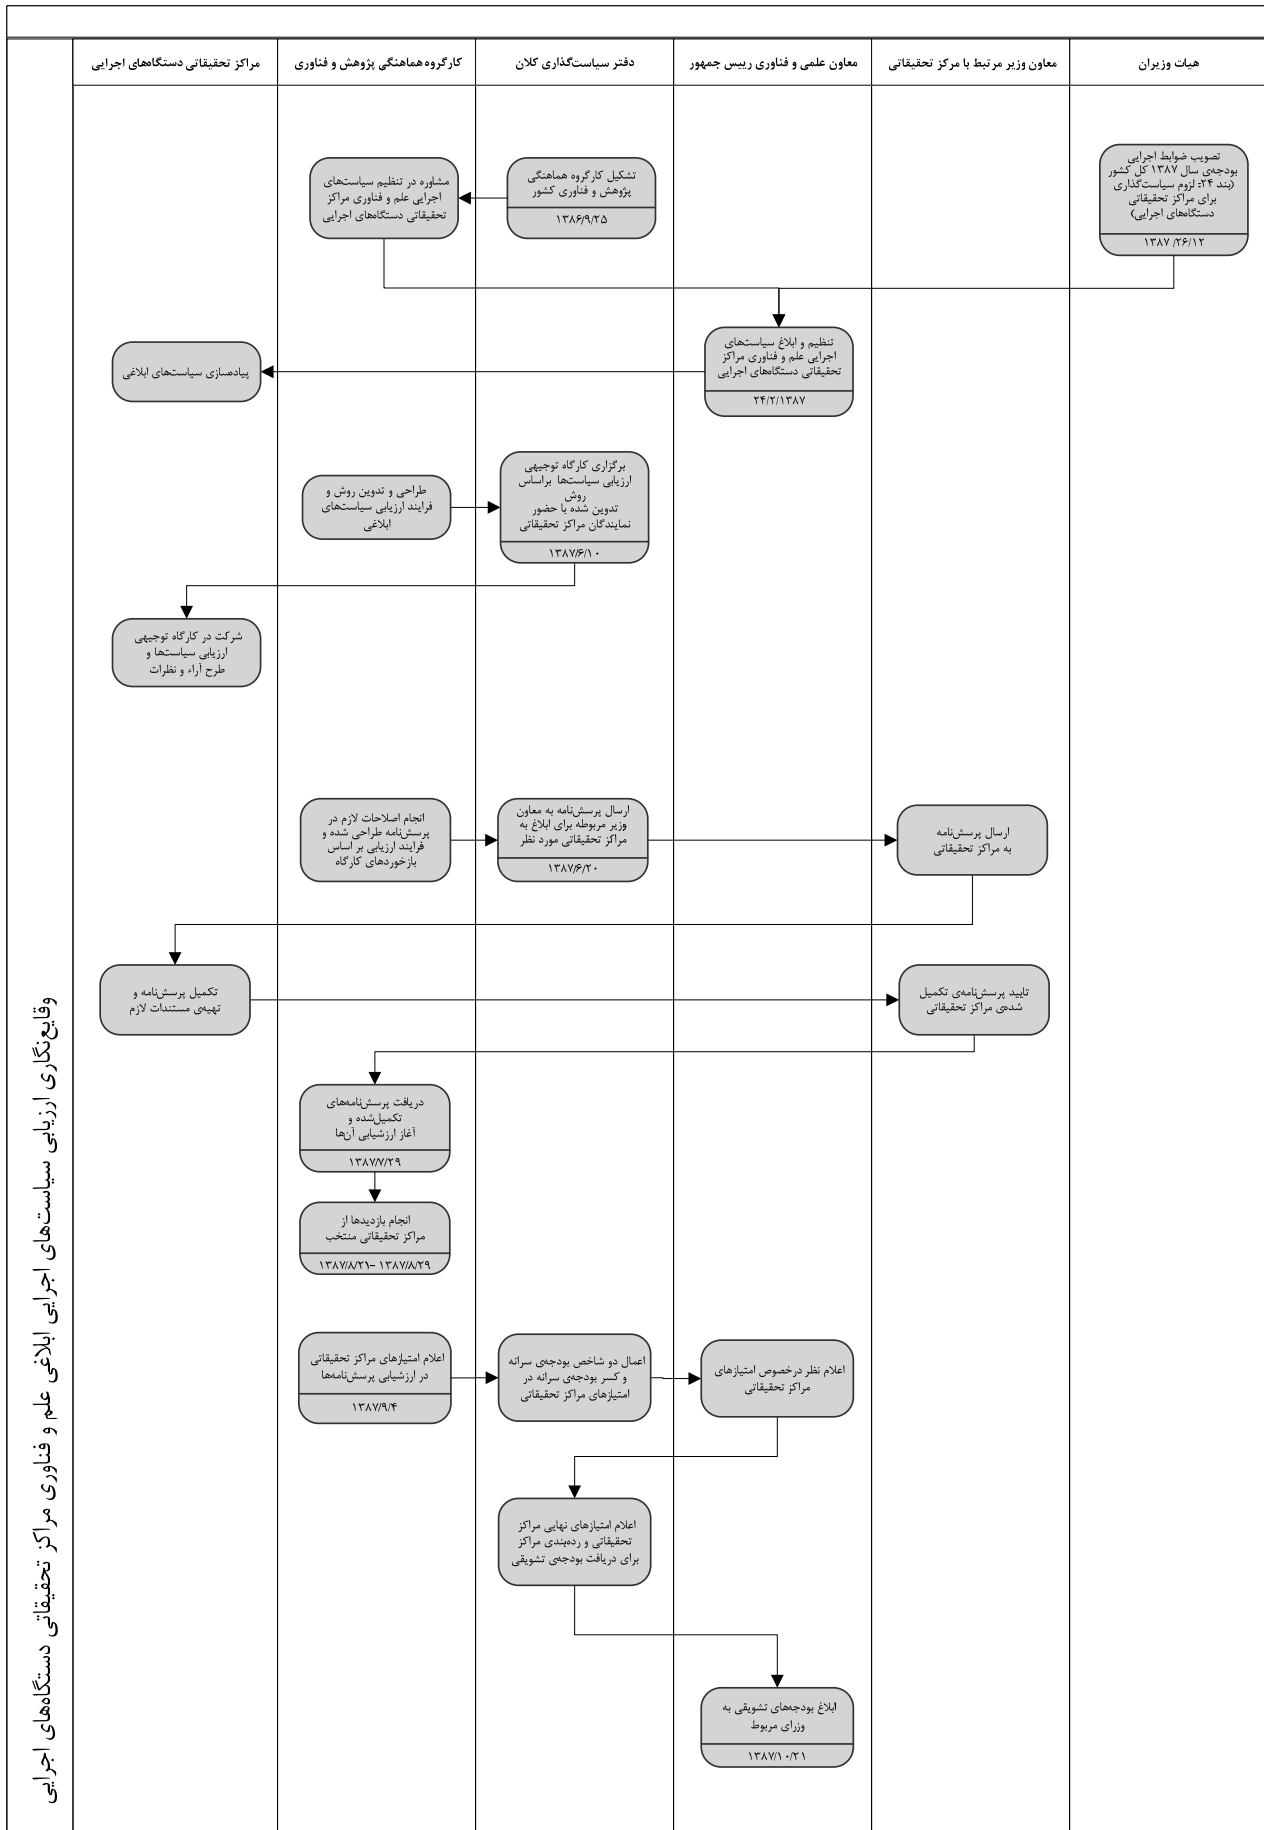 هیات وزیران
معاون وزیر مرتبط با مرکز تحقیقاتی
معاون علمی و فناوری رییس جمهور
دفتر سیاست‌گذاری کلان
کارگروه هماهنگی پژوهش و فناوری
مراکز تحقیقاتی دستگاه‌های اجرایی
تصویب ضوابط اجرایی
بودجه‌ی سال ۱۳۸۷ کل کشور
(بند ۲۴: لزوم سیاست‌گذاری
برای مراکز تحقیقاتی
دستگاه‌های اجرایی)
۱۳۸۷ /۲۶/۱۲
تشکیل کارگروه هماهنگی
پژوهش و فناوری کشور
۱۳۸۶/۹/۲۵
مشاوره در تنظیم سیاست‌های
اجرایی علم و فناوری مراکز
تحقیقاتی دستگاه‌های اجرایی
تنظیم و ابلاغ سیاست‌های
اجرایی علم و فناوری مراکز
تحقیقاتی دستگاه‌های اجرایی
۲۴/۲/۱۳۸۷
پیاده‌سازی سیاست‌های ابلاغی
طراحی و تدوین روش و
فرایند ارزیابی سیاست‌های
ابلاغی
برگزاری کارگاه توجیهی
ارزیابی سیاست‌ها براساس
روش
تدوین شده با حضور
نمایندگان مراکز تحقیقاتی
۱۳۸۷/۶/۱۰
شرکت در کارگاه توجیهی
ارزیابی سیاست‌ها و
طرح آراء و نظرات
انجام اصلاحات لازم در
پرسش‌نامه طراحی شده و
فرایند ارزیابی بر اساس
بازخوردهای کارگاه
ارسال پرسش‌نامه به معاون
وزیر مربوطه برای ابلاغ به
مراکز تحقیقاتی مورد نظر
۱۳۸۷/۶/۲۰
ارسال پرسش‌نامه
به مراکز تحقیقاتی
تکمیل پرسش‌نامه و
تهیه‌ی مستندات لازم
تایید پرسش‌نامه‌ی تکمیل
شده‌ی مراکز تحقیقاتی
دریافت پرسش‌نامه‌های
تکمیل‌شده و
آغاز ارزشیابی آن‌ها
۱۳۸۷/۷/۲۹
انجام بازدیدها از
مراکز تحقیقاتی منتخب
۱۳۸۷/۸/۲۱- ۱۳۸۷/۸/۲۹
اعلام امتیازهای مراکز تحقیقاتی
در ارزشیابی پرسش‌نامه‌ها
۱۳۸۷/۹/۴
اعمال دو شاخص بودجه‌ی سرانه
و کسر بودجه‌ی سرانه در
امتیازهای مراکز تحقیقاتی
اعلام نظر درخصوص امتیازهای
مراکز تحقیقاتی
اعلام امتیازهای نهایی مراکز
تحقیقاتی و رده‌بندی مراکز
برای دریافت بودجه‌ی تشویقی
ابلاغ بودجه‌های تشویقی به
وزرای مربوط
۱۳۸۷/۱۰/۲۱
وقایع‌نگاری ارزیابی سیاست‌های اجرایی ابلاغی علم و فناوری مراکز تحقیقاتی دستگاه‌های اجرایی